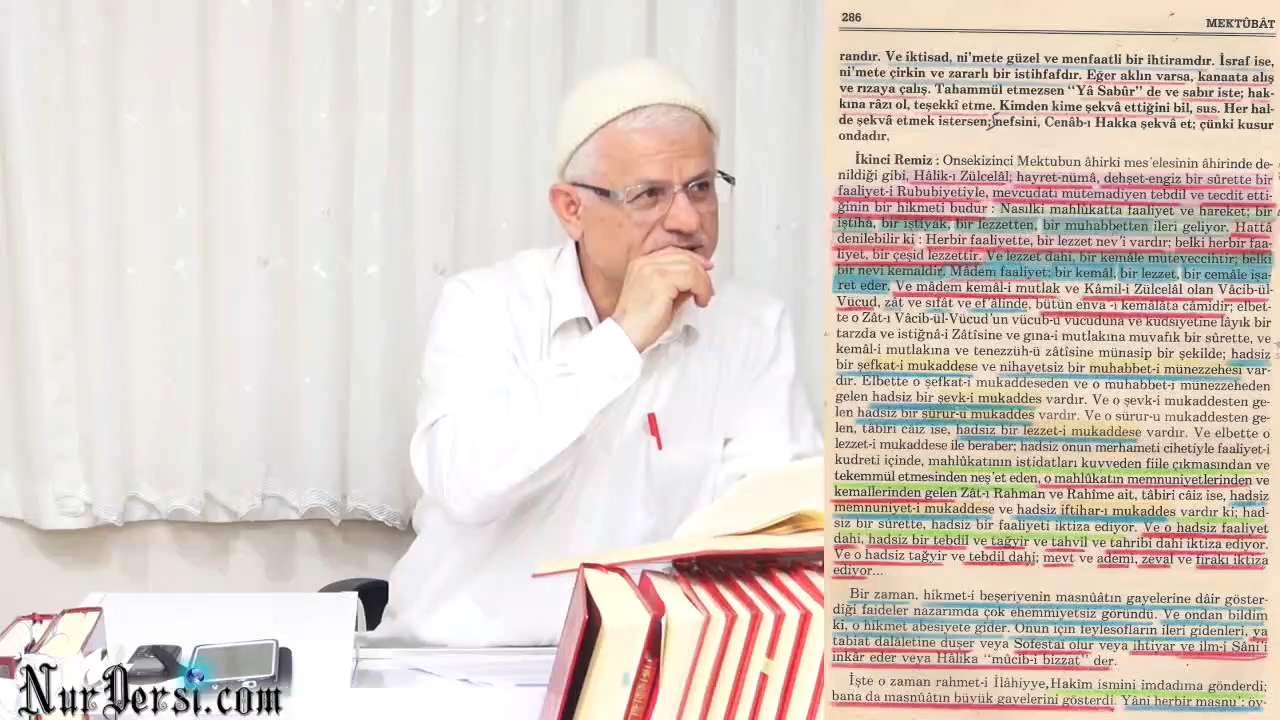 286
MEKTÛBÂT
randır. Ve iktisad, ni'mete güzel ve menfaatli bir ihtiramdır. İsraf ise,
ni'mete çirkin ve zararlı bir istihfafdır. Eğer aklın varsa, kanaata alış
ve rızaya çalış. Tahammül etmezsen “Yâ Sabûr” de ve sabır iste; hak-
kına râzı ol, teşekkî etme. Kimden kime şekvâ ettiğini bil, sus. Her hal-
de şekvâ etmek istersen; nefsini, Cenâb-ı Hakka şekvâ et; çünki kusur
ondadır.
İkinci Remiz : Onsekizinci Mektubun âhirki mes'elesinin âhirinde de-
nildiği gibi, Hâlik-ı Zülcelâl; hayret-nümâ, dehşet-engiz bir sûrette bir
faaliyet-i Rububiyetiyle, mevcudatı mütemadiyen tebdil ve tecdit etti-
ğinin bir hikmeti budur : Nasılki mahlûkatta faaliyet ve hareket; bir
iştiha, bir iştiyak, bir lezzetten, bir muhabbetten ileri geliyor. Hattâ
denilebilir ki : Herbir faaliyette, bir lezzet nev'i vardır; belki herbir faa-
liyet, bir çeşid lezzettir. Ve lezzet dahi, bir kemâle müteveccihtir; belki
bir nevi kemaldir. Mâdem faaliyet; bir kemâl, bir lezzet, bir cemâle işa-
ret eder. Ve mâdem kemâl-i mutlak ve Kâmil-i Zülcelâl olan Vâcib-ül-
Vücud, zât ve sıfât ve ef'âlinde, bütün enva-ı kemâlâta câmidir; elbet-
te o Zât-ı Vâcib-ül-Vücud'un vücub-u vücuduna ve kudsiyetine lâyık bir
tarzda ve istiğnâ-i Zâtîsine ve gına-i mutlakına muvafık bir sûrette, ve
kemâl-i mutlakına ve tenezzüh-ü zâtîsine münasip bir şekilde; hadsiz
bir şefkat-i mukaddese ve nihayetsiz bir muhabbet-i münezzehesi var-
dır. Elbette o şefkat-i mukaddeseden ve o muhabbet-i münezzeheden
gelen hadsiz bir şevk-i mukaddes vardır. Ve o şevk-i mukaddesten ge-
len hadsiz bir sürur-u mukaddes vardır. Ve o sürur-u mukaddesten ge-
len, tâbiri câiz ise, hadsiz bir lezzet-i mukaddese vardır. Ve elbette o
lezzet-i mukaddese ile beraber; hadsiz onun merhameti cihetiyle faaliyet-i
kudreti içinde, mahlûkatının istidatları kuvveden fiile çıkmasından ve
tekemmül etmesinden neş'et eden, o mahlûkatın memnuniyetlerinden ve
kemallerinden gelen Zât-ı Rahman ve Rahîme ait, tâbiri câiz ise, hadsiz
memnuniyet-i mukaddese ve hadsiz iftihar-ı mukaddes vardır ki; had-
siz bir sûrette, hadsiz bir faaliyeti iktiza ediyor. Ve o hadsiz faaliyet
dahi, hadsiz bir tebdil ve tağyir ve tahvil ve tahribi dahi iktiza ediyor.
Ve o hadsiz tağyir ve tebdil dahi; mevt ve ademi, zeval ve firakı iktiza
ediyor...
Bir zaman, hikmet-i beşeriyenin masnûâtın gayelerine dâir göster-
diği faideler nazarımda çok ehemmiyetsiz göründü. Ve ondan bildim
ki, o hikmet abesiyete gider. Onun için feylesofların ileri gidenleri, ya
tabiat dalâletine düşer veya Sofestaî olur veya ihtiyar ve ilm-i Sâni'i
inkâr eder veya Hâlika “mûcib-i bizzat” der.
İşte o zaman rahmet-i İlâhiyye, Hakîm ismini imdadıma gönderdi;
bana da masnûâtın büyük gayelerini gösterdi. Yâni herbir masnu : öy-
NurDersi.com